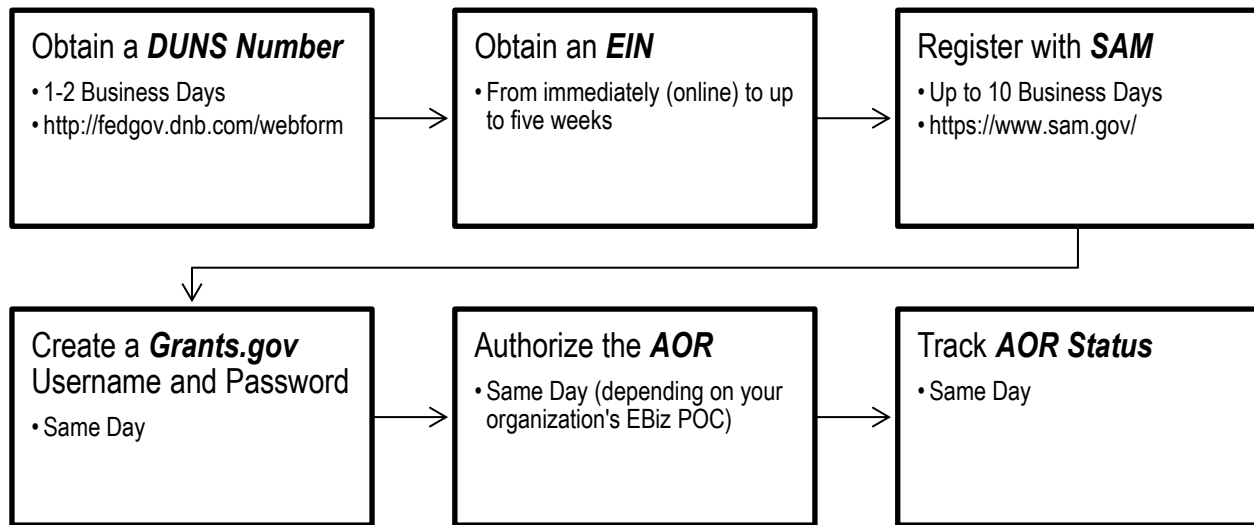 Obtain a DUNS Number
• 1-2 Business Days
• http://fedgov.dnb.com/webform
Obtain an EIN
• From immediately (online) to up
to five weeks
Register with SAM
• Up to 10 Business Days
• https://www.sam.gov/
Create a Grants.gov
Username and Password
• Same Day
Authorize the AOR
• Same Day (depending on your
organization's EBiz POC)
Track AOR Status
• Same Day